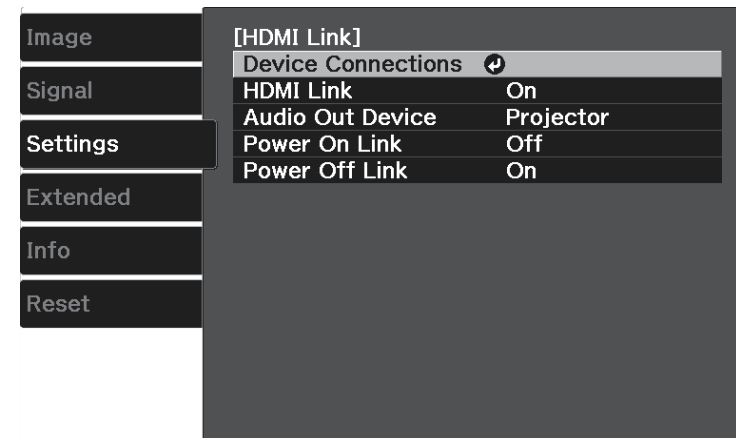 Image
Signal
Settings
Extended
Info
Reset
[HDMI Link]
Device Connections
HDMI Link On
Audio Out Device Projector
Power On Link Off
Power Off Link On